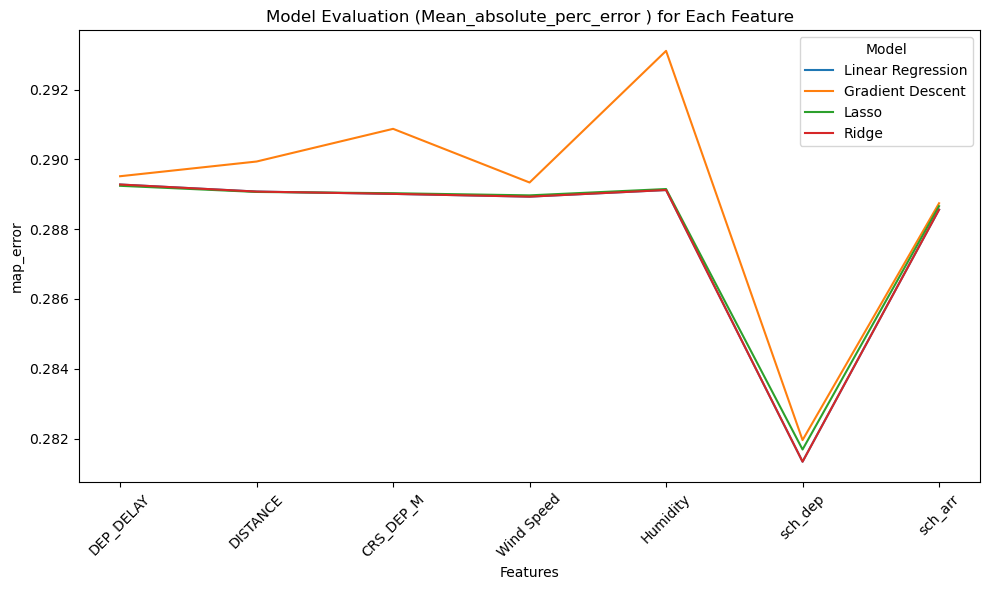 Model Evaluation (Mean_absolute_perc_error ) for Each Feature
Model
Linear Regression
Gradient Descent
Lasso
Ridge
map_error
0.292
0.290
0.288
0.286
0.284
0.282
DEP_DELAY
DISTANCE
CRS_DEP_M
Wind Speed
Humidity
sch_dep
sch_arr
Features